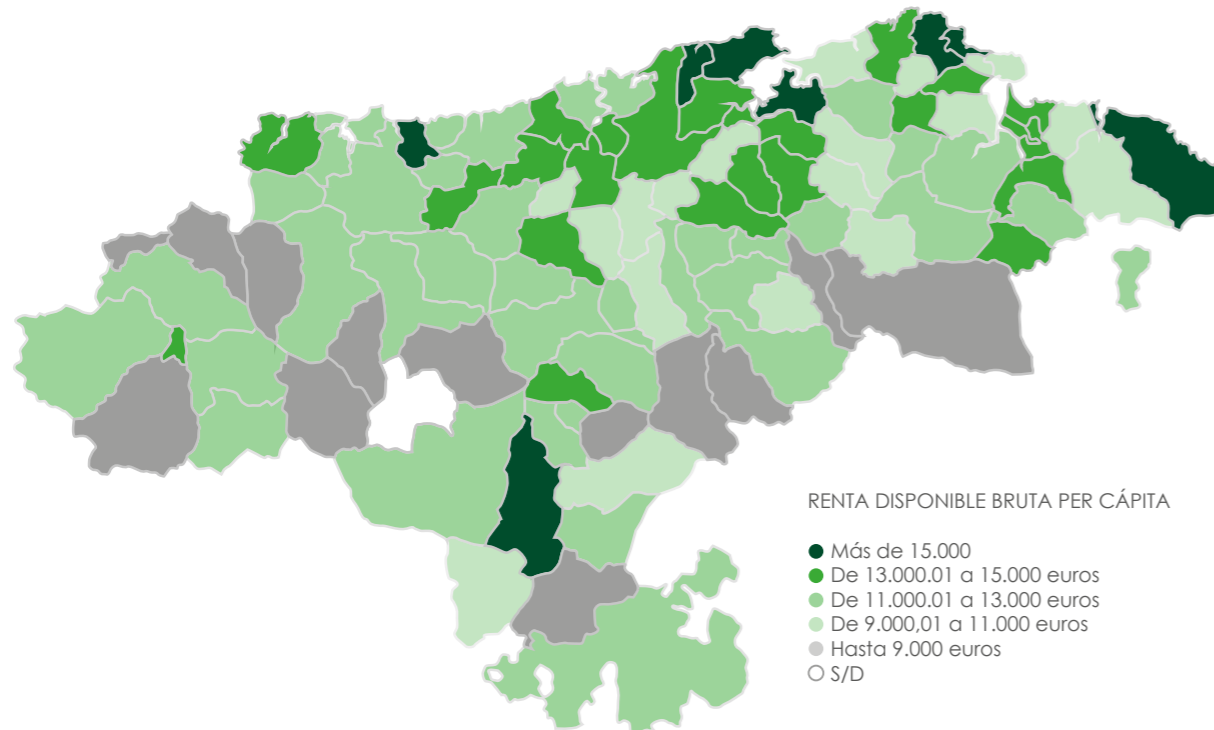 RENTA DISPONIBLE BRUTA PER CÁPITA
Más de 15.000
De 13.000.01 a 15.000 euros
De 11.000.01 a 13.000 euros
De 9.000,01 a 11.000 euros
Hasta 9.000 euros
S/D